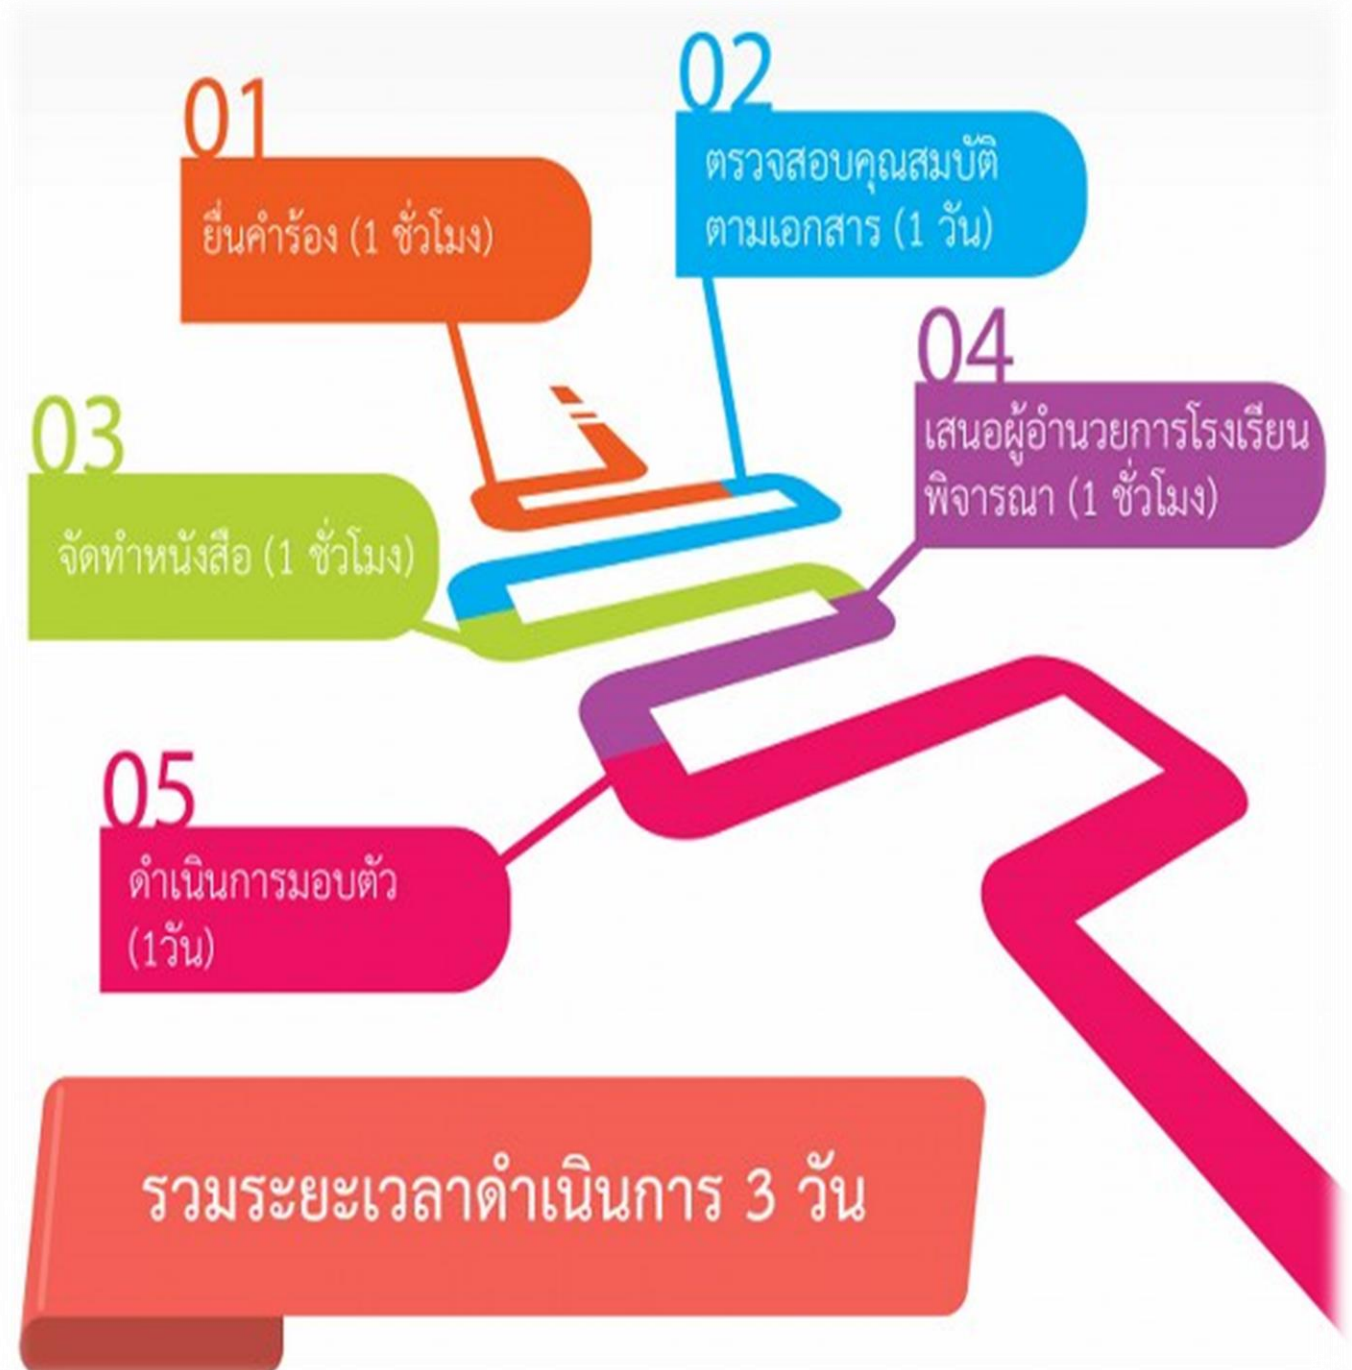 01
ยื่นคำร้อง (1 ชั่วโมง)
02
ตรวจสอบคุณสมบัติ
ตามเอกสาร (1 วัน)
03
จัดทำหนังสือ (1 ชั่วโมง)
04
เสนอผู้อำนวยการโรงเรียน
พิจารณา (1 ชั่วโมง)
05
ดำเนินการมอบตัว
(1วัน)
รวมระยะเวลาดำเนินการ 3 วัน